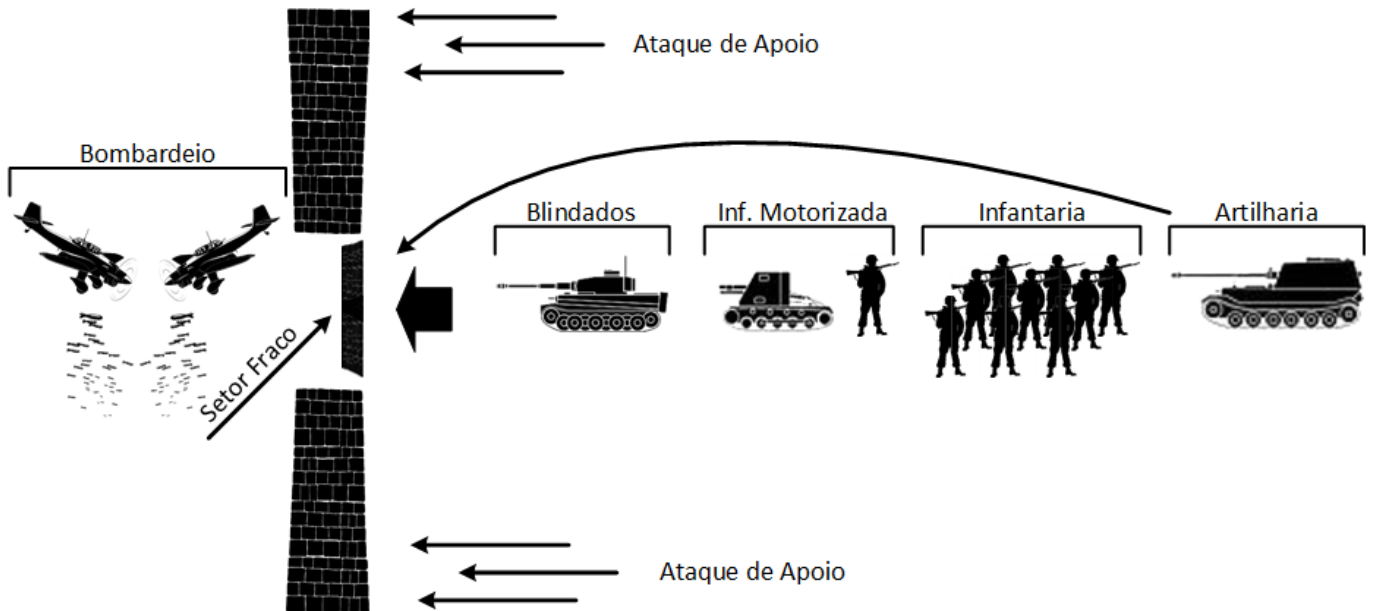 Ataque de Apoio
Bombardeio
Blindados
Inf. Motorizada
Infantaria
Artilharia
Setor Fraco
Ataque de Apoio